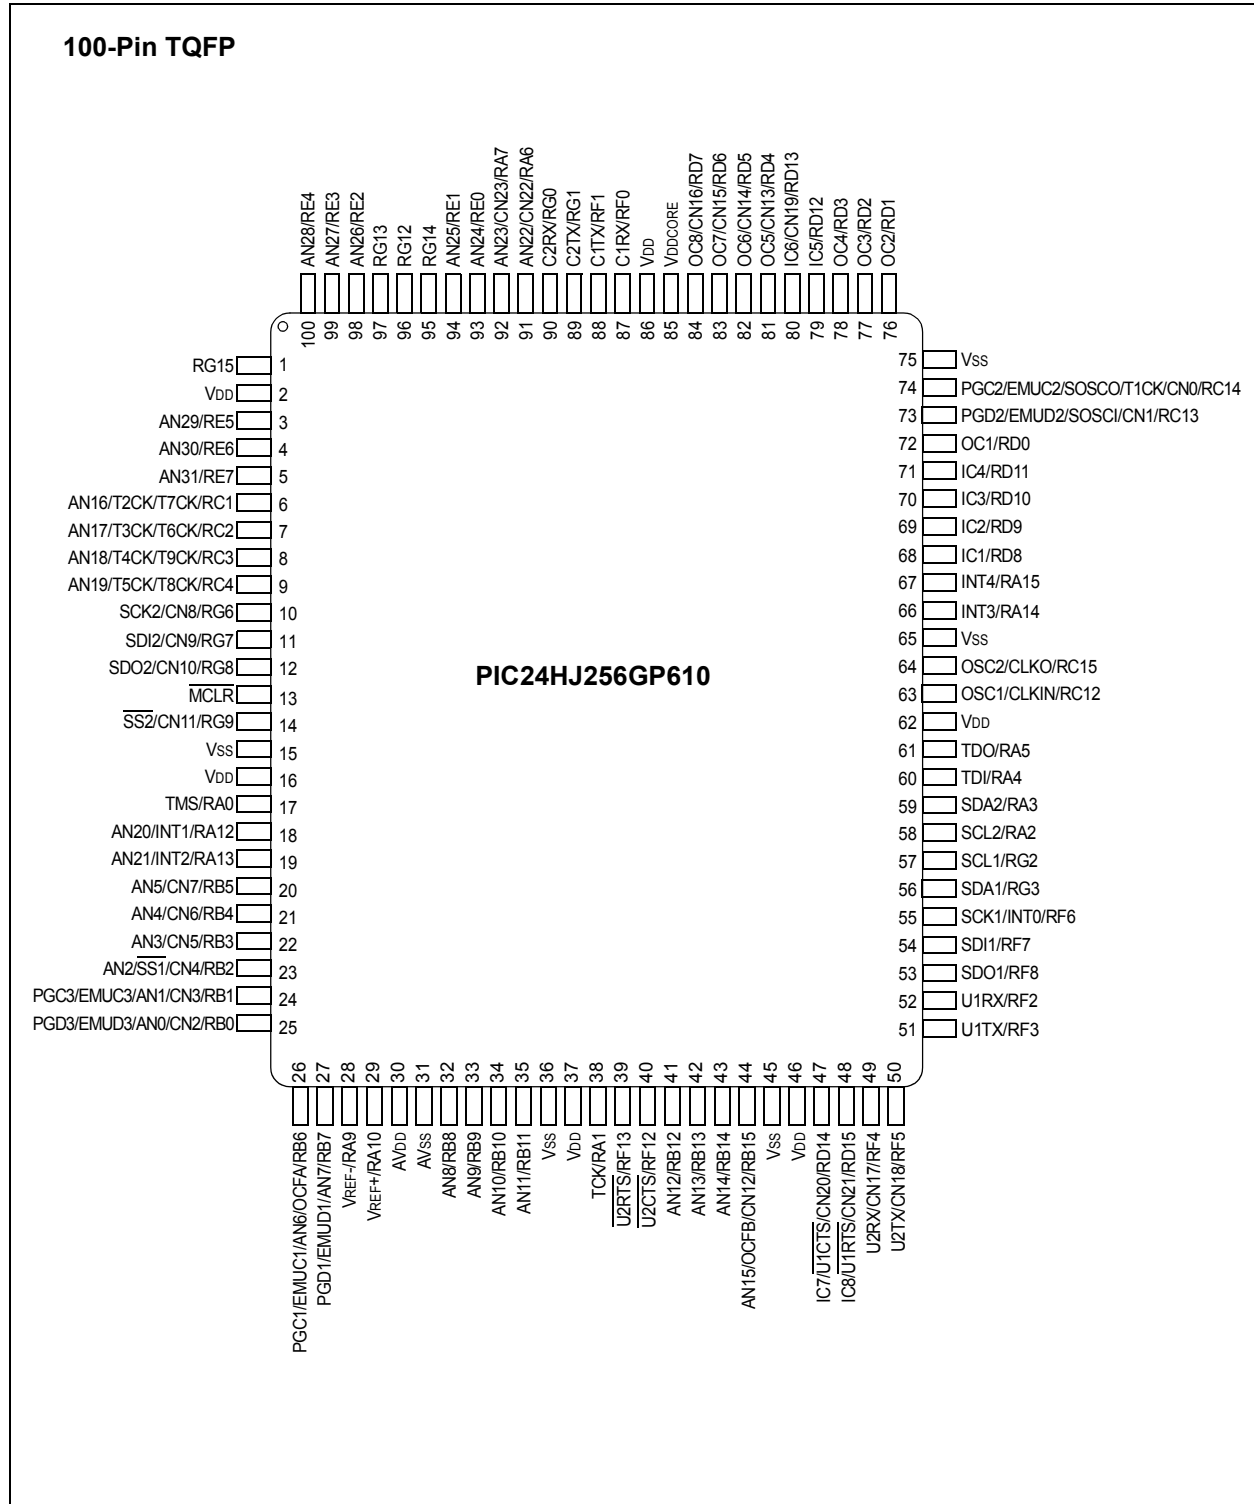 100-Pin TQFP
AN28/RE4
AN27/RE3
AN26/RE2
RG13
RG12
RG14
AN25/RE1
AN24/RE0
AN23/CN23/RA7
AN22/CN22/RA6
C2RX/RG0
C2TX/RG1
C1TX/RF1
C1RX/RF0
VDD
VDDCORE
OC8/CN16/RD7
OC7/CN15/RD6
OC6/CN14/RD5
OC5/CN13/RD4
IC6/CN19/RD13
IC5/RD12
OC4/RD3
OC3/RD2
OC2/RD1
100
99
98
97
96
95
94
93
92
91
90
89
88
87
86
85
84
83
82
81
80
79
78
77
76
RG15 1
VDD 2
AN29/RE5 3
AN30/RE6 4
AN31/RE7 5
AN16/T2CK/T7CK/RC1 6
AN17/T3CK/T6CK/RC2 7
AN18/T4CK/T9CK/RC3 8
AN19/T5CK/T8CK/RC4 9
SCK2/CN8/RG6 10
SDI2/CN9/RG7 11
SDO2/CN10/RG8 12
MCLR 13
SS2/CN11/RG9 14
VSS 15
VDD 16
TMS/RA0 17
AN20/INT1/RA12 18
AN21/INT2/RA13 19
AN5/CN7/RB5 20
AN4/CN6/RB4 21
AN3/CN5/RB3 22
AN2/SS1/CN4/RB2 23
PGC3/EMUC3/AN1/CN3/RB1 24
PGD3/EMUD3/AN0/CN2/RB0 25
PIC24HJ256GP610
75 VSS
74 PGC2/EMUC2/SOSCO/T1CK/CN0/RC14
73 PGD2/EMUD2/SOSCI/CN1/RC13
72 OC1/RD0
71 IC4/RD11
70 IC3/RD10
69 IC2/RD9
68 IC1/RD8
67 INT4/RA15
66 INT3/RA14
65 VSS
64 OSC2/CLKO/RC15
63 OSC1/CLKIN/RC12
62 VDD
61 TDO/RA5
60 TDI/RA4
59 SDA2/RA3
58 SCL2/RA2
57 SCL1/RG2
56 SDA1/RG3
55 SCK1/INT0/RF6
54 SDI1/RF7
53 SDO1/RF8
52 U1RX/RF2
51 U1TX/RF3
26
27
28
29
30
31
32
33
34
35
36
37
38
39
40
41
42
43
44
45
46
47
48
49
50
PGC1/EMUC1/AN6/OCFA/RB6
PGD1/EMUD1/AN7/RB7
VREF-/RA9
VREF+/RA10
AVDD
AVSS
AN8/RB8
AN9/RB9
AN10/RB10
AN11/RB11
VSS
VDD
TCK/RA1
U2RTS/RF13
U2CTS/RF12
AN12/RB12
AN13/RB13
AN14/RB14
AN15/OCFB/CN12/RB15
VSS
VDD
IC7/U1CTS/CN20/RD14
IC8/U1RTS/CN21/RD15
U2RX/CN17/RF4
U2TX/CN18/RF5